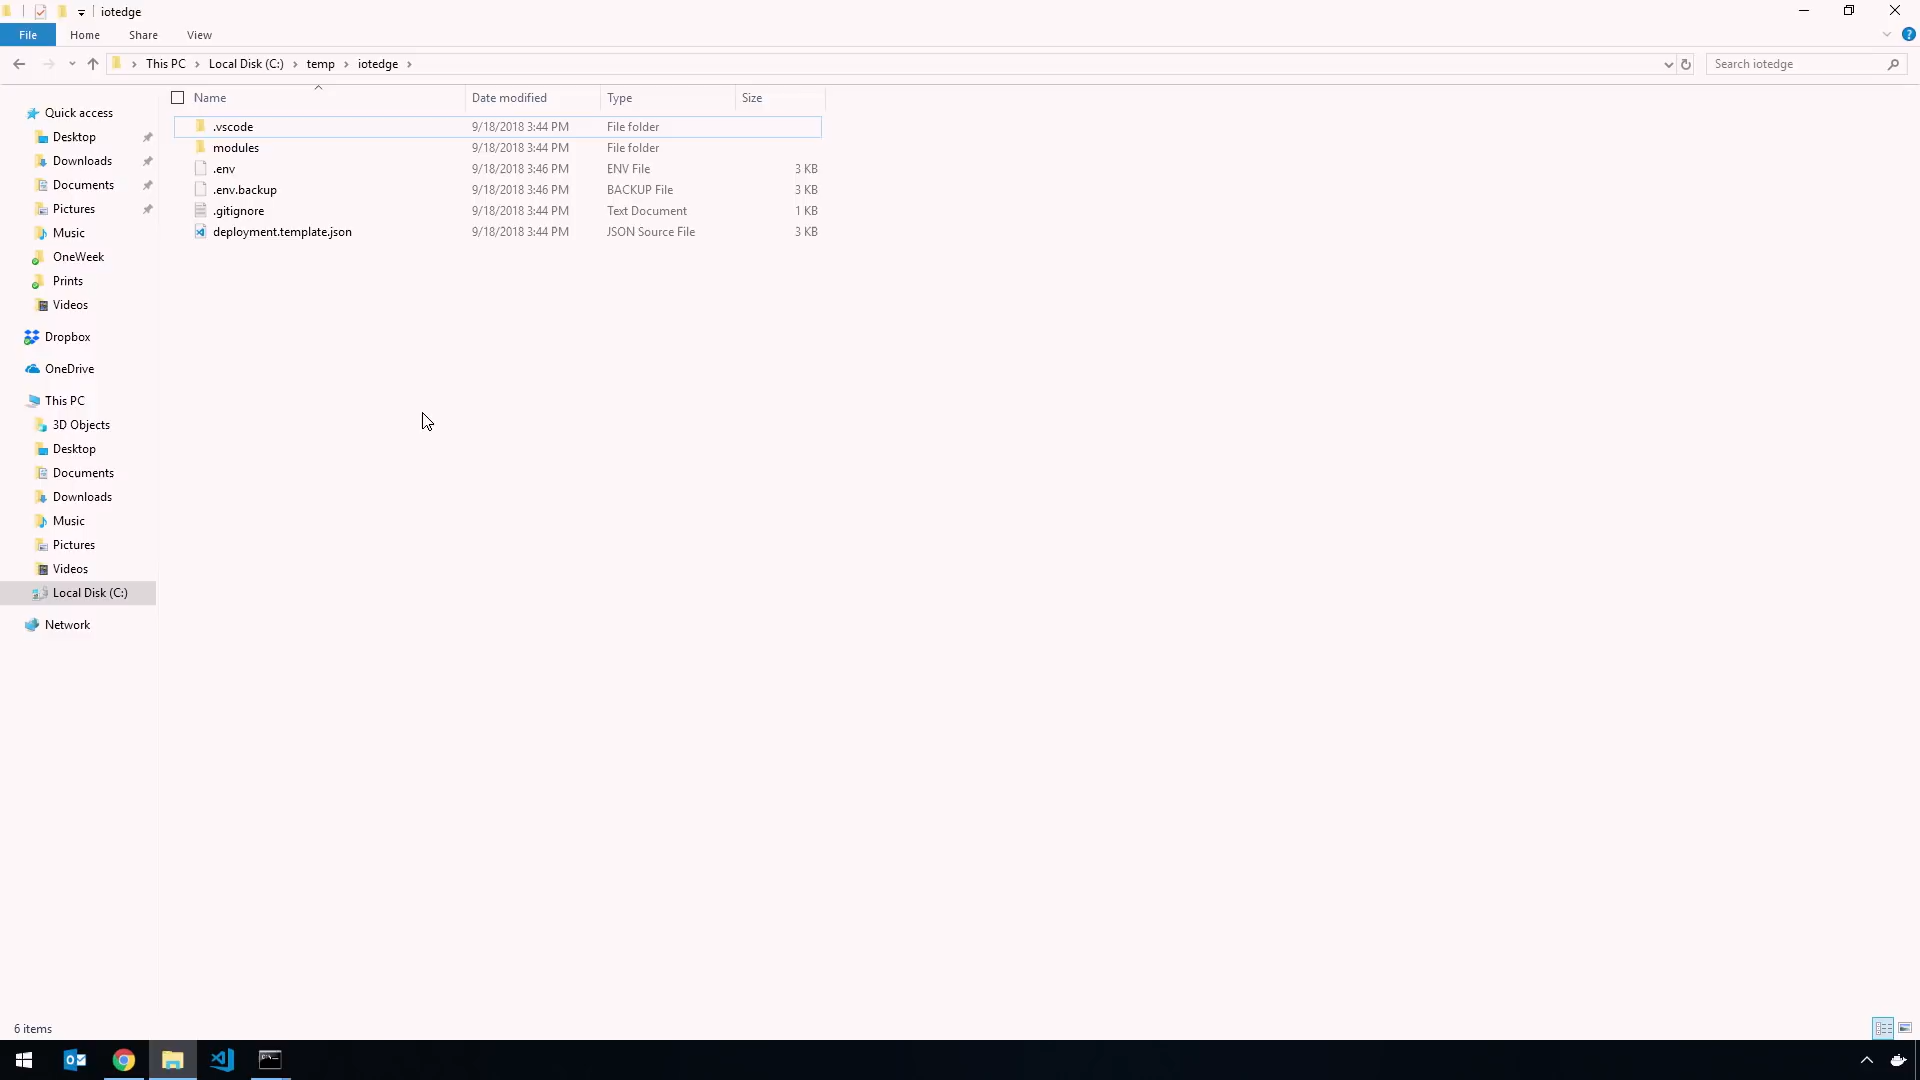 iotedge
File Home Share View
This PC Local Disk (C:) temp iotedge Search iotedge
Name Date modified Type Size
Quick access
Desktop
Downloads
Documents
Pictures
Music
OneWeek
Prints
Videos
Dropbox
OneDrive
This PC
3D Objects
Desktop
Documents
Downloads
Music
Pictures
Videos
Local Disk (C:)
Network
.vscode 9/18/2018 3:44 PM File folder
modules 9/18/2018 3:44 PM File folder
.env 9/18/2018 3:46 PM ENV File 3 KB
.env.backup 9/18/2018 3:46 PM BACKUP File 3 KB
.gitignore 9/18/2018 3:44 PM Text Document 1 KB
deployment.template.json 9/18/2018 3:44 PM JSON Source File 3 KB
6 items